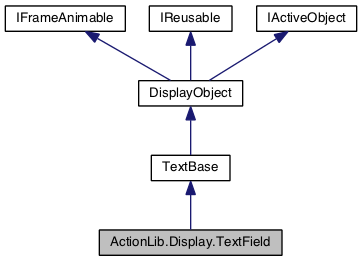 IFrameAnimable
IReusable
IActiveObject
DisplayObject
TextBase
ActionLib.Display.TextField